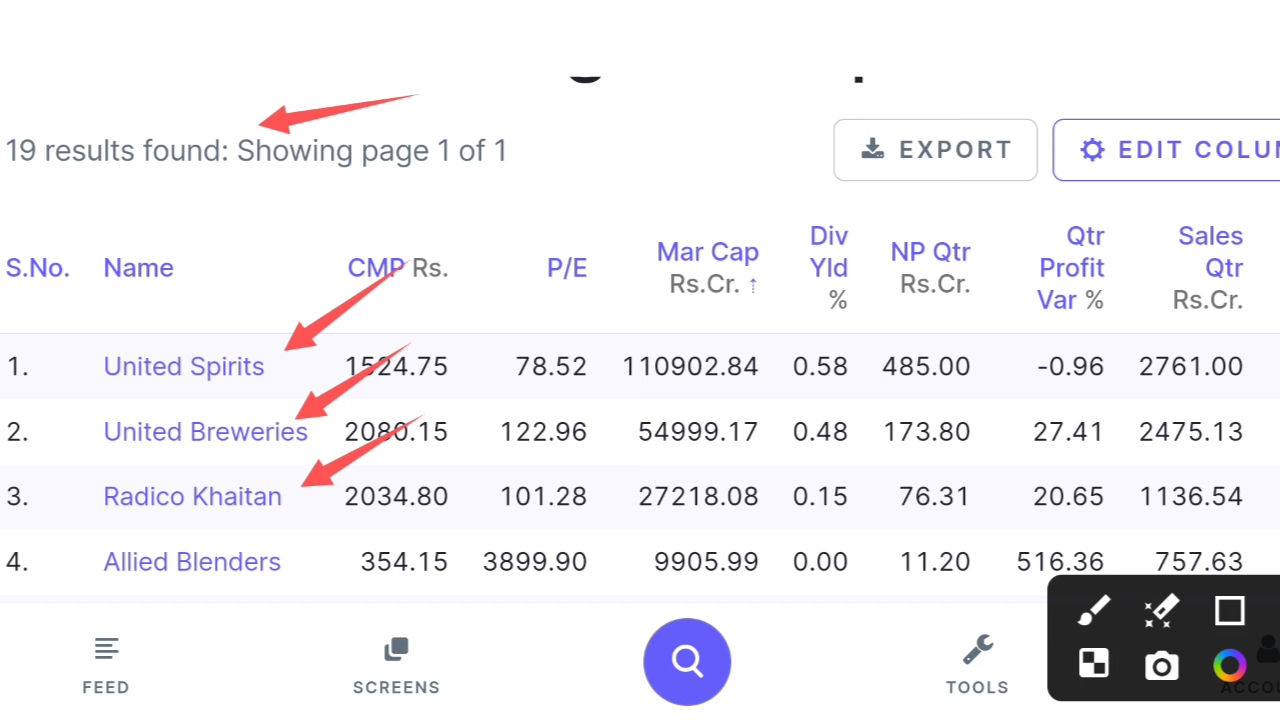 19 results found: Showing page 1 of 1
EXPORT
EDIT
S.No. Name CMP Rs. P/E Mar Cap Rs.Cr. ↑ Div Yld % NP Qtr Rs.Cr. Qtr Profit Var % Sales Qtr Rs.Cr.
1. United Spirits 1524.75 78.52 110902.84 0.58 485.00 -0.96 2761.00
2. United Breweries 2080.15 122.96 54999.17 0.48 173.80 27.41 2475.13
3. Radico Khaitan 2034.80 101.28 27218.08 0.15 76.31 20.65 1136.54
4. Allied Blenders 354.15 3899.90 9905.99 0.00 11.20 516.36 757.63
FEED
SCREENS
TOOLS